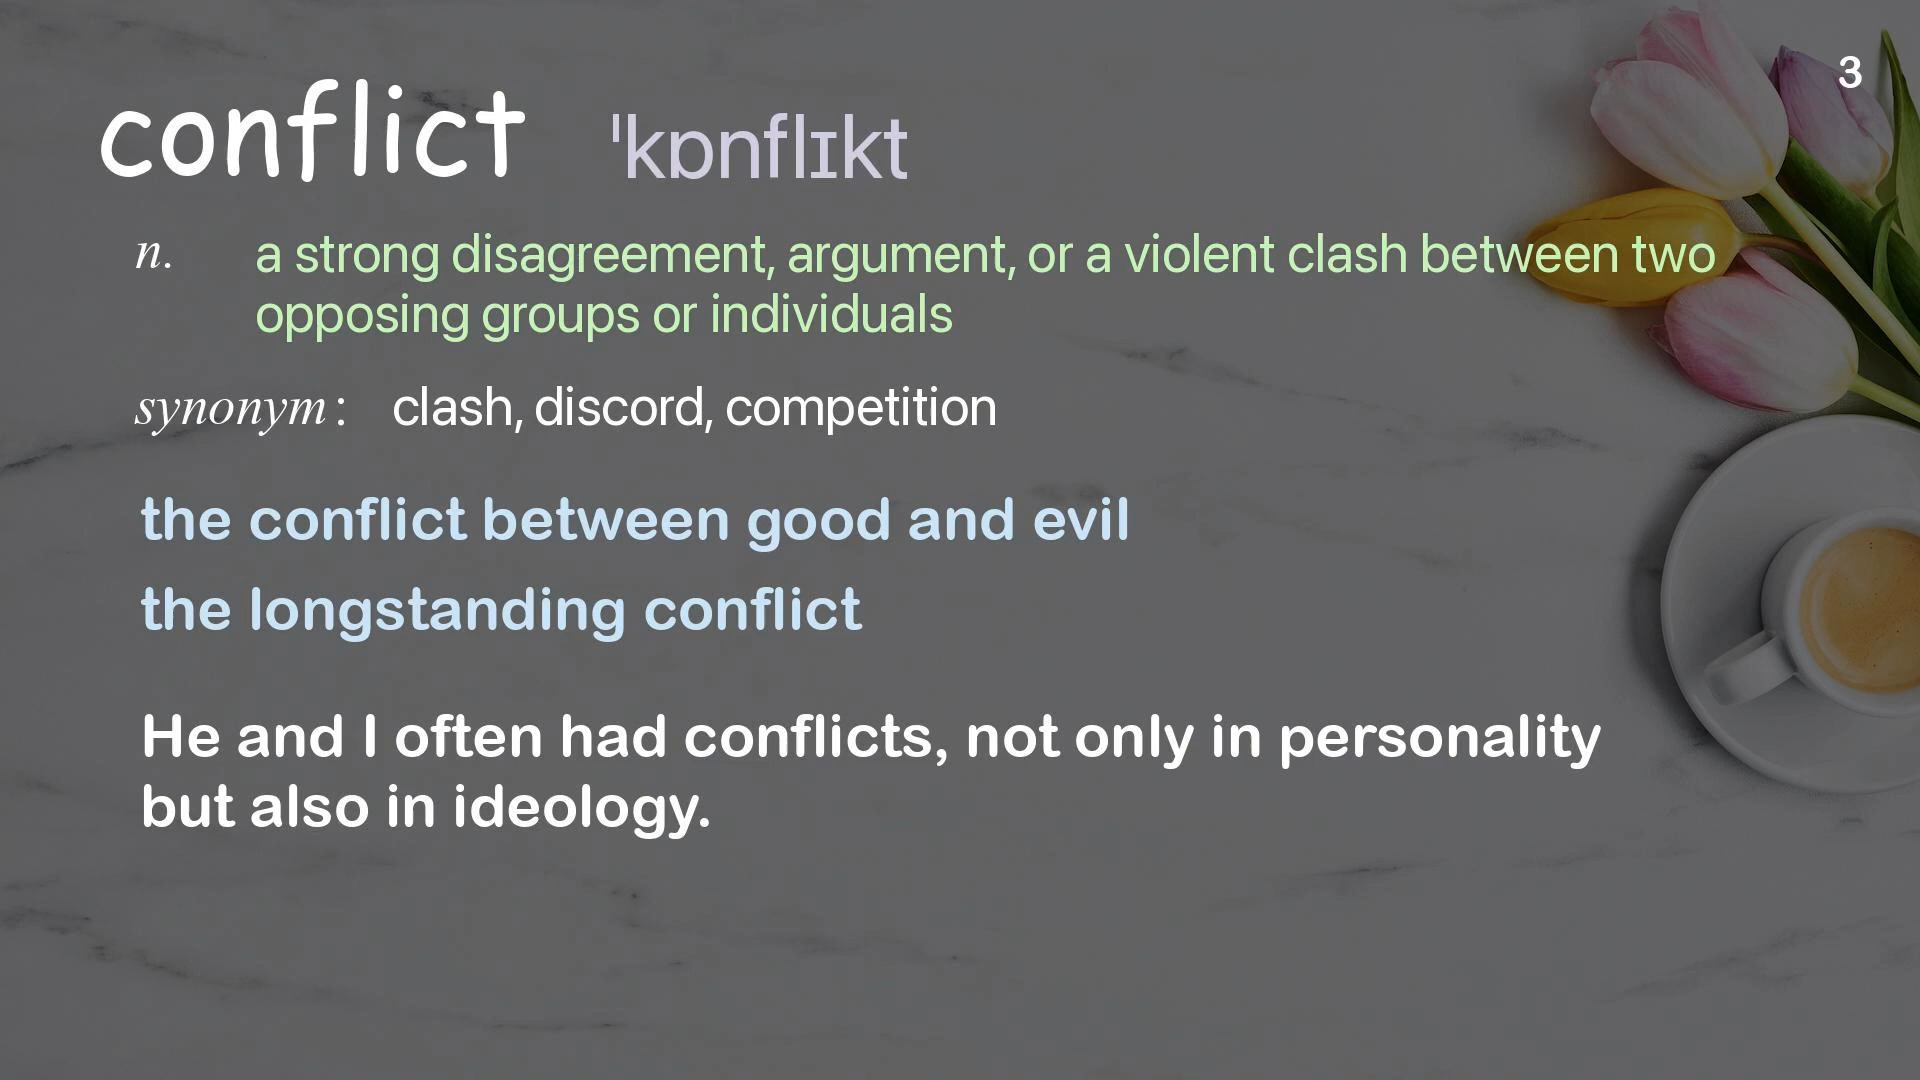 3
conflict ˈkɒnflɪkt
n. a strong disagreement, argument, or a violent clash between two
opposing groups or individuals
synonym: clash, discord, competition
the conflict between good and evil
the longstanding conflict
He and I often had conflicts, not only in personality
but also in ideology.